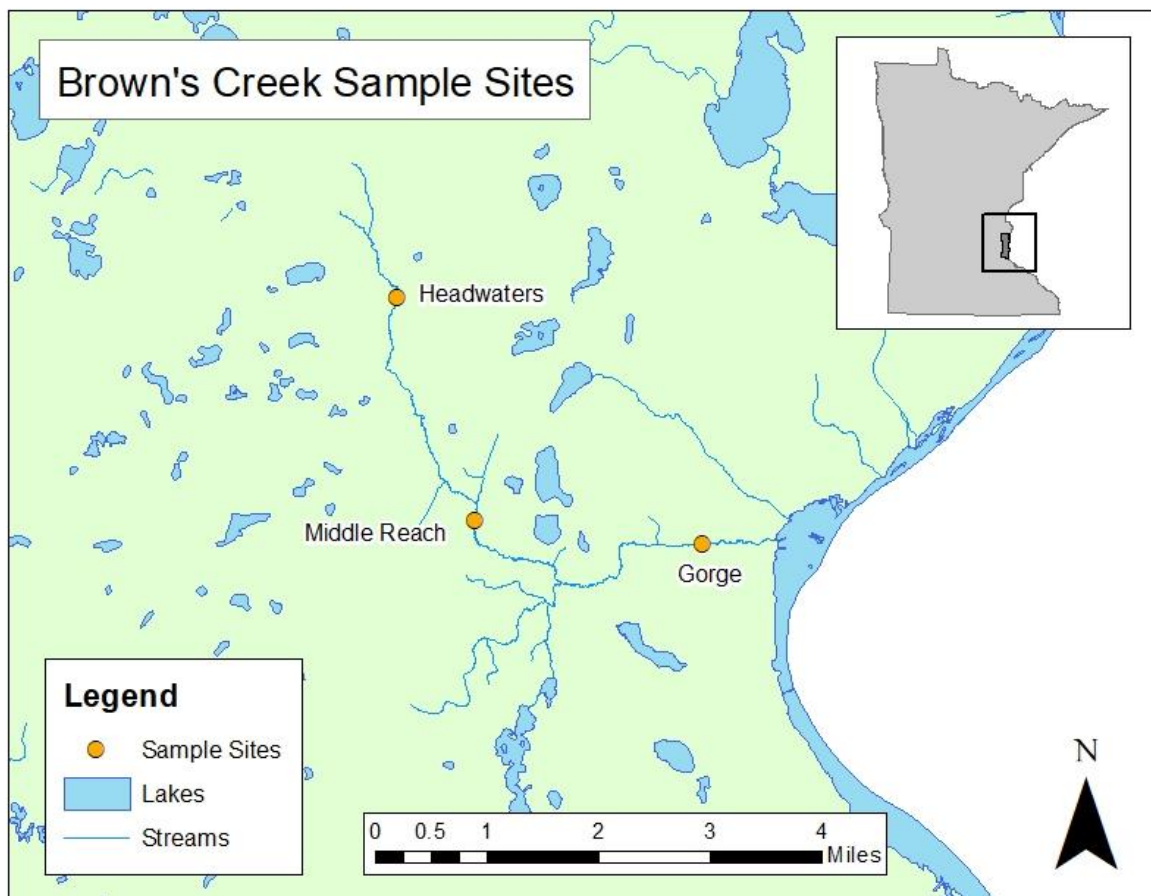 Brown's Creek Sample Sites
Headwaters
Middle Reach
Gorge
Legend
Sample Sites
Lakes
Streams
0 0.5 1 2 3 4
Miles
N